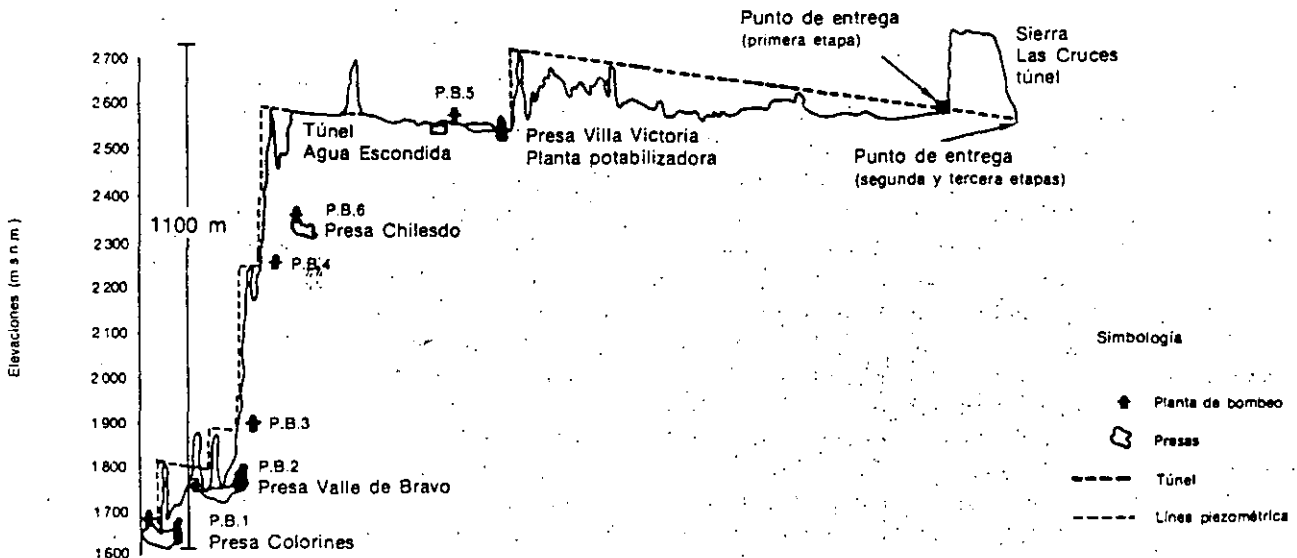 Punto de entrega
(primera etapa)
Sierra
Las Cruces
túnel
2 700
P.B.5
2 600
Túnel
Agua Escondida
Presa Villa Victoria
Planta potabilizadora
2 500
Punto de entrega
(segunda y tercera etapas)
2 400
P.B.6
Presa Chilesdo
1100 m
2 300
P.B.4
2 200
Elevaciones (m s n m)
2 100
2 000
1 900
P.B.3
1 800
P.B.2
Presa Valle de Bravo
1 700
P.B.1
Presa Colorines
1 600
Simbología
Planta de bombeo
Presas
Túnel
Línea piezométrica